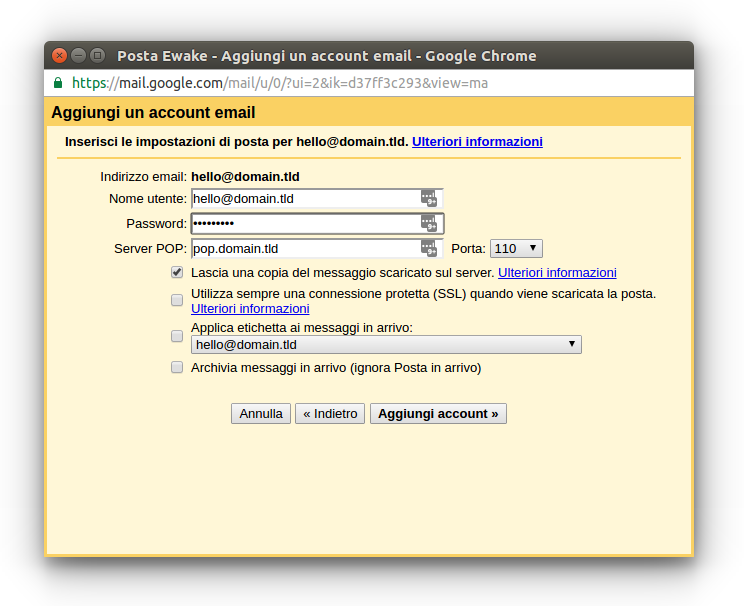 Posta Ewake - Aggiungi un account email - Google Chrome
https://mail.google.com/mail/u/0/?ui=2&ik=d37ff3c293&view=ma
Aggiungi un account email
Inserisci le impostazioni di posta per hello@domain.tld. Ulteriori informazioni
Indirizzo email: hello@domain.tld
Nome utente: hello@domain.tld 9+
Password: ••••••••• 9+
Server POP: pop.domain.tld 9+ Porta: 110
Lascia una copia del messaggio scaricato sul server. Ulteriori informazioni
Utilizza sempre una connessione protetta (SSL) quando viene scaricata la posta.
Ulteriori informazioni
Applica etichetta ai messaggi in arrivo:
hello@domain.tld
Archivia messaggi in arrivo (ignora Posta in arrivo)
Annulla « Indietro Aggiungi account »